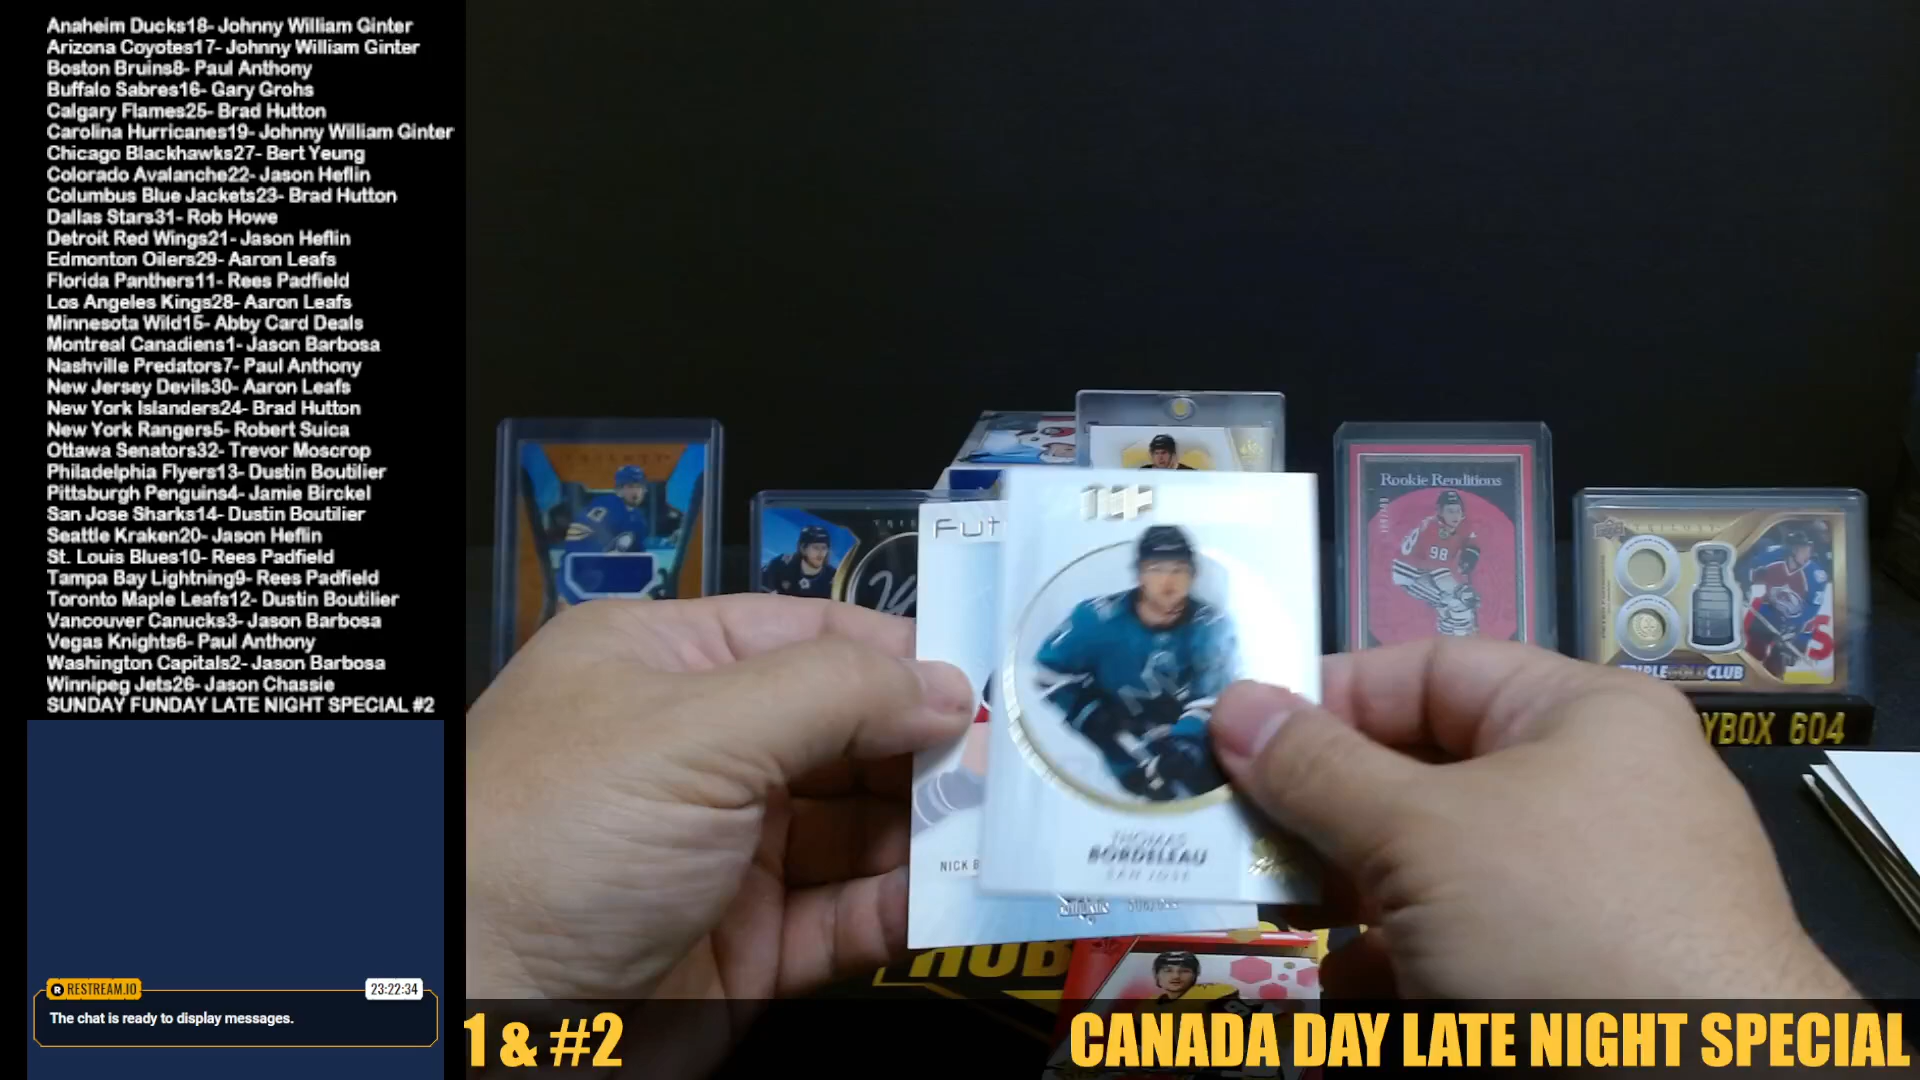 Anaheim Ducks18- Johnny William Ginter
Arizona Coyotes17- Johnny William Ginter
Boston Bruins8- Paul Anthony
Buffalo Sabres16- Gary Grohs
Calgary Flames25- Brad Hutton
Carolina Hurricanes19- Johnny William Ginter
Chicago Blackhawks27- Bert Yeung
Colorado Avalanche22- Jason Heflin
Columbus Blue Jackets23- Brad Hutton
Dallas Stars31- Rob Howe
Detroit Red Wings21- Jason Heflin
Edmonton Oilers29- Aaron Leafs
Florida Panthers11- Rees Padfield
Los Angeles Kings28- Aaron Leafs
Minnesota Wild15- Abby Card Deals
Montreal Canadiens1- Jason Barbosa
Nashville Predators7- Paul Anthony
New Jersey Devils30- Aaron Leafs
New York Islanders24- Brad Hutton
New York Rangers5- Robert Suica
Ottawa Senators32- Trevor Moscrop
Philadelphia Flyers13- Dustin Boutilier
Pittsburgh Penguins4- Jamie Birckel
San Jose Sharks14- Dustin Boutilier
Seattle Kraken20- Jason Heflin
St. Louis Blues10- Rees Padfield
Tampa Bay Lightning9- Rees Padfield
Toronto Maple Leafs12- Dustin Boutilier
Vancouver Canucks3- Jason Barbosa
Vegas Knights6- Paul Anthony
Washington Capitals2- Jason Barbosa
Winnipeg Jets26- Jason Chassie
SUNDAY FUNDAY LATE NIGHT SPECIAL #2
RESTREAM.IO
23:22:34
The chat is ready to display messages.
Rookie Renditions
98
TRIPLE GOLD CLUB
YBOX 604
Fut
NICK B
THOMAS
BORDELEAU
SAN JOSE
HOB
1 & #2
CANADA DAY LATE NIGHT SPECIAL